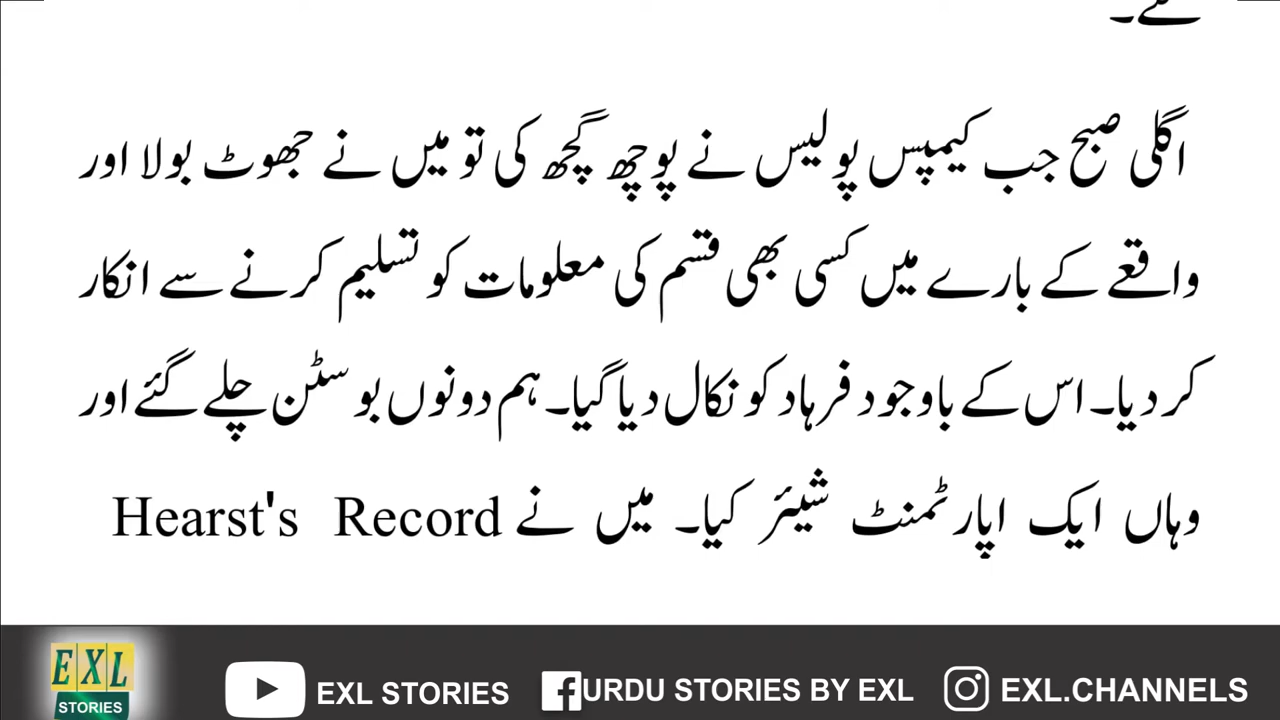 اگلی صبح جب کیمپس پولیس نے پوچھ گچھ کی تو میں نے جھوٹ بولا اور
واقعے کے بارے میں کسی بھی قسم کی معلومات کو تسلیم کرنے سے انکار
کر دیا۔ اس کے باوجود فرہاد کو نکال دیا گیا۔ ہم دونوں بوسٹن چلے گئے اور
وہاں ایک اپارٹمنٹ شیئر کیا۔ میں نے Hearst's Record
EXL
STORIES
EXL STORIES
URDU STORIES BY EXL
EXL.CHANNELS